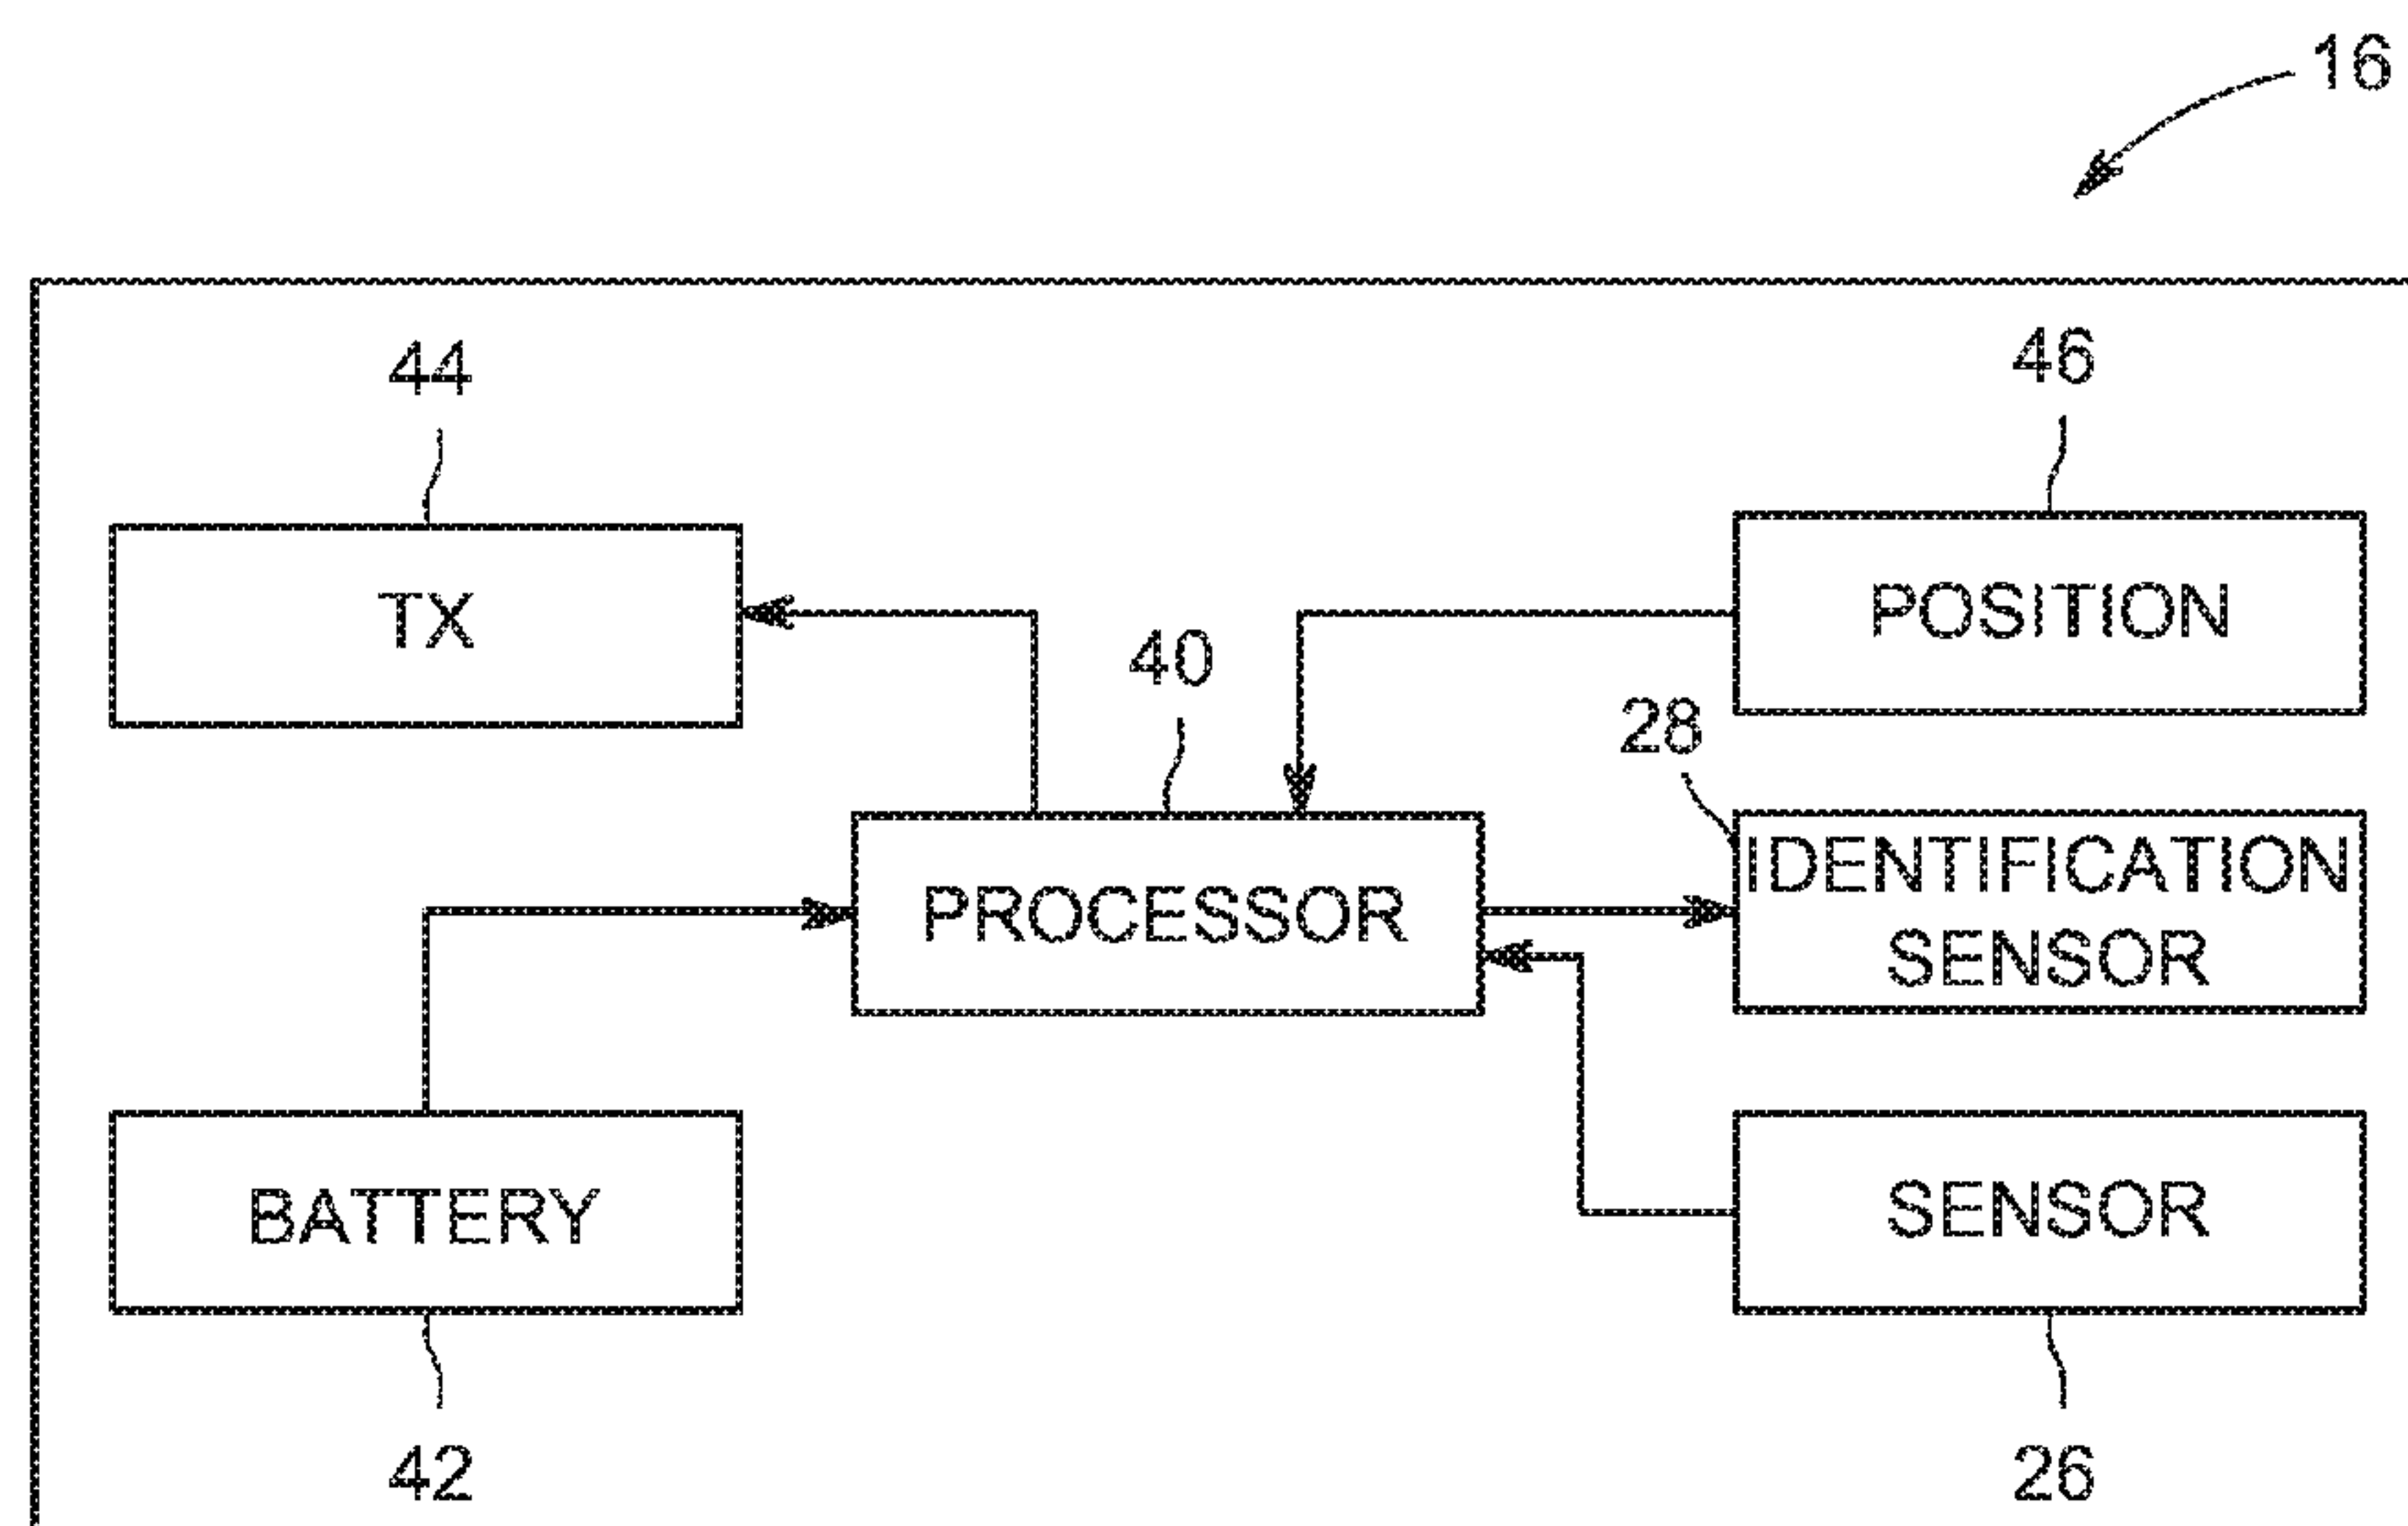 16
44
46
TX
POSITION
40
28
PROCESSOR
IDENTIFICATION
SENSOR
BATTERY
SENSOR
42
26